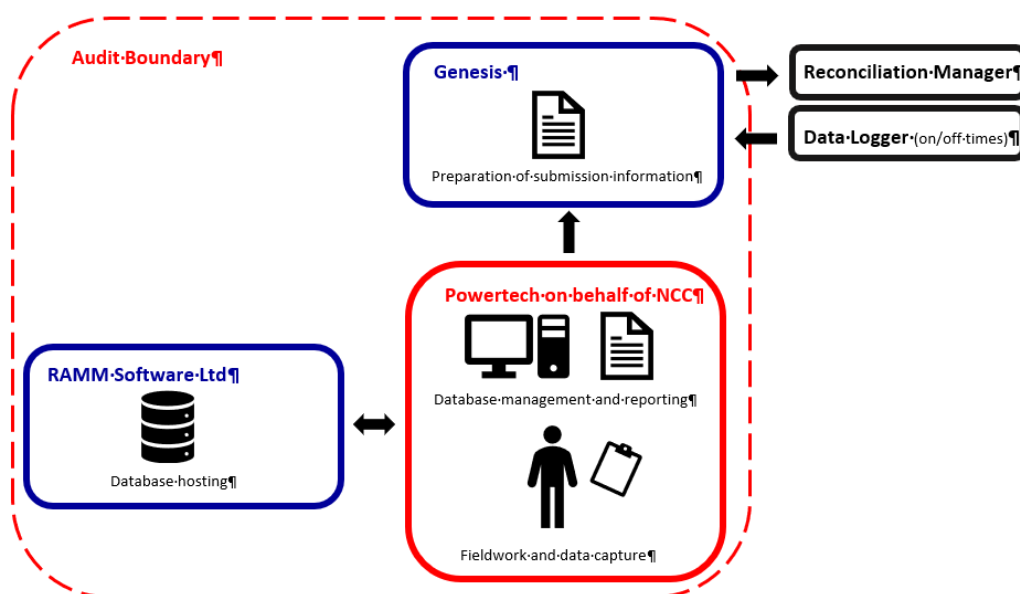 Audit·Boundary¶
Genesis·¶
Preparation·of·submission·information¶
Reconciliation·Manager¶
Data·Logger·(on/off·times)¶
Powertech·on·behalf·of·NCC¶
Database·management·and·reporting¶
Fieldwork·and·data·capture¶
RAMM·Software·Ltd¶
Database·hosting¶